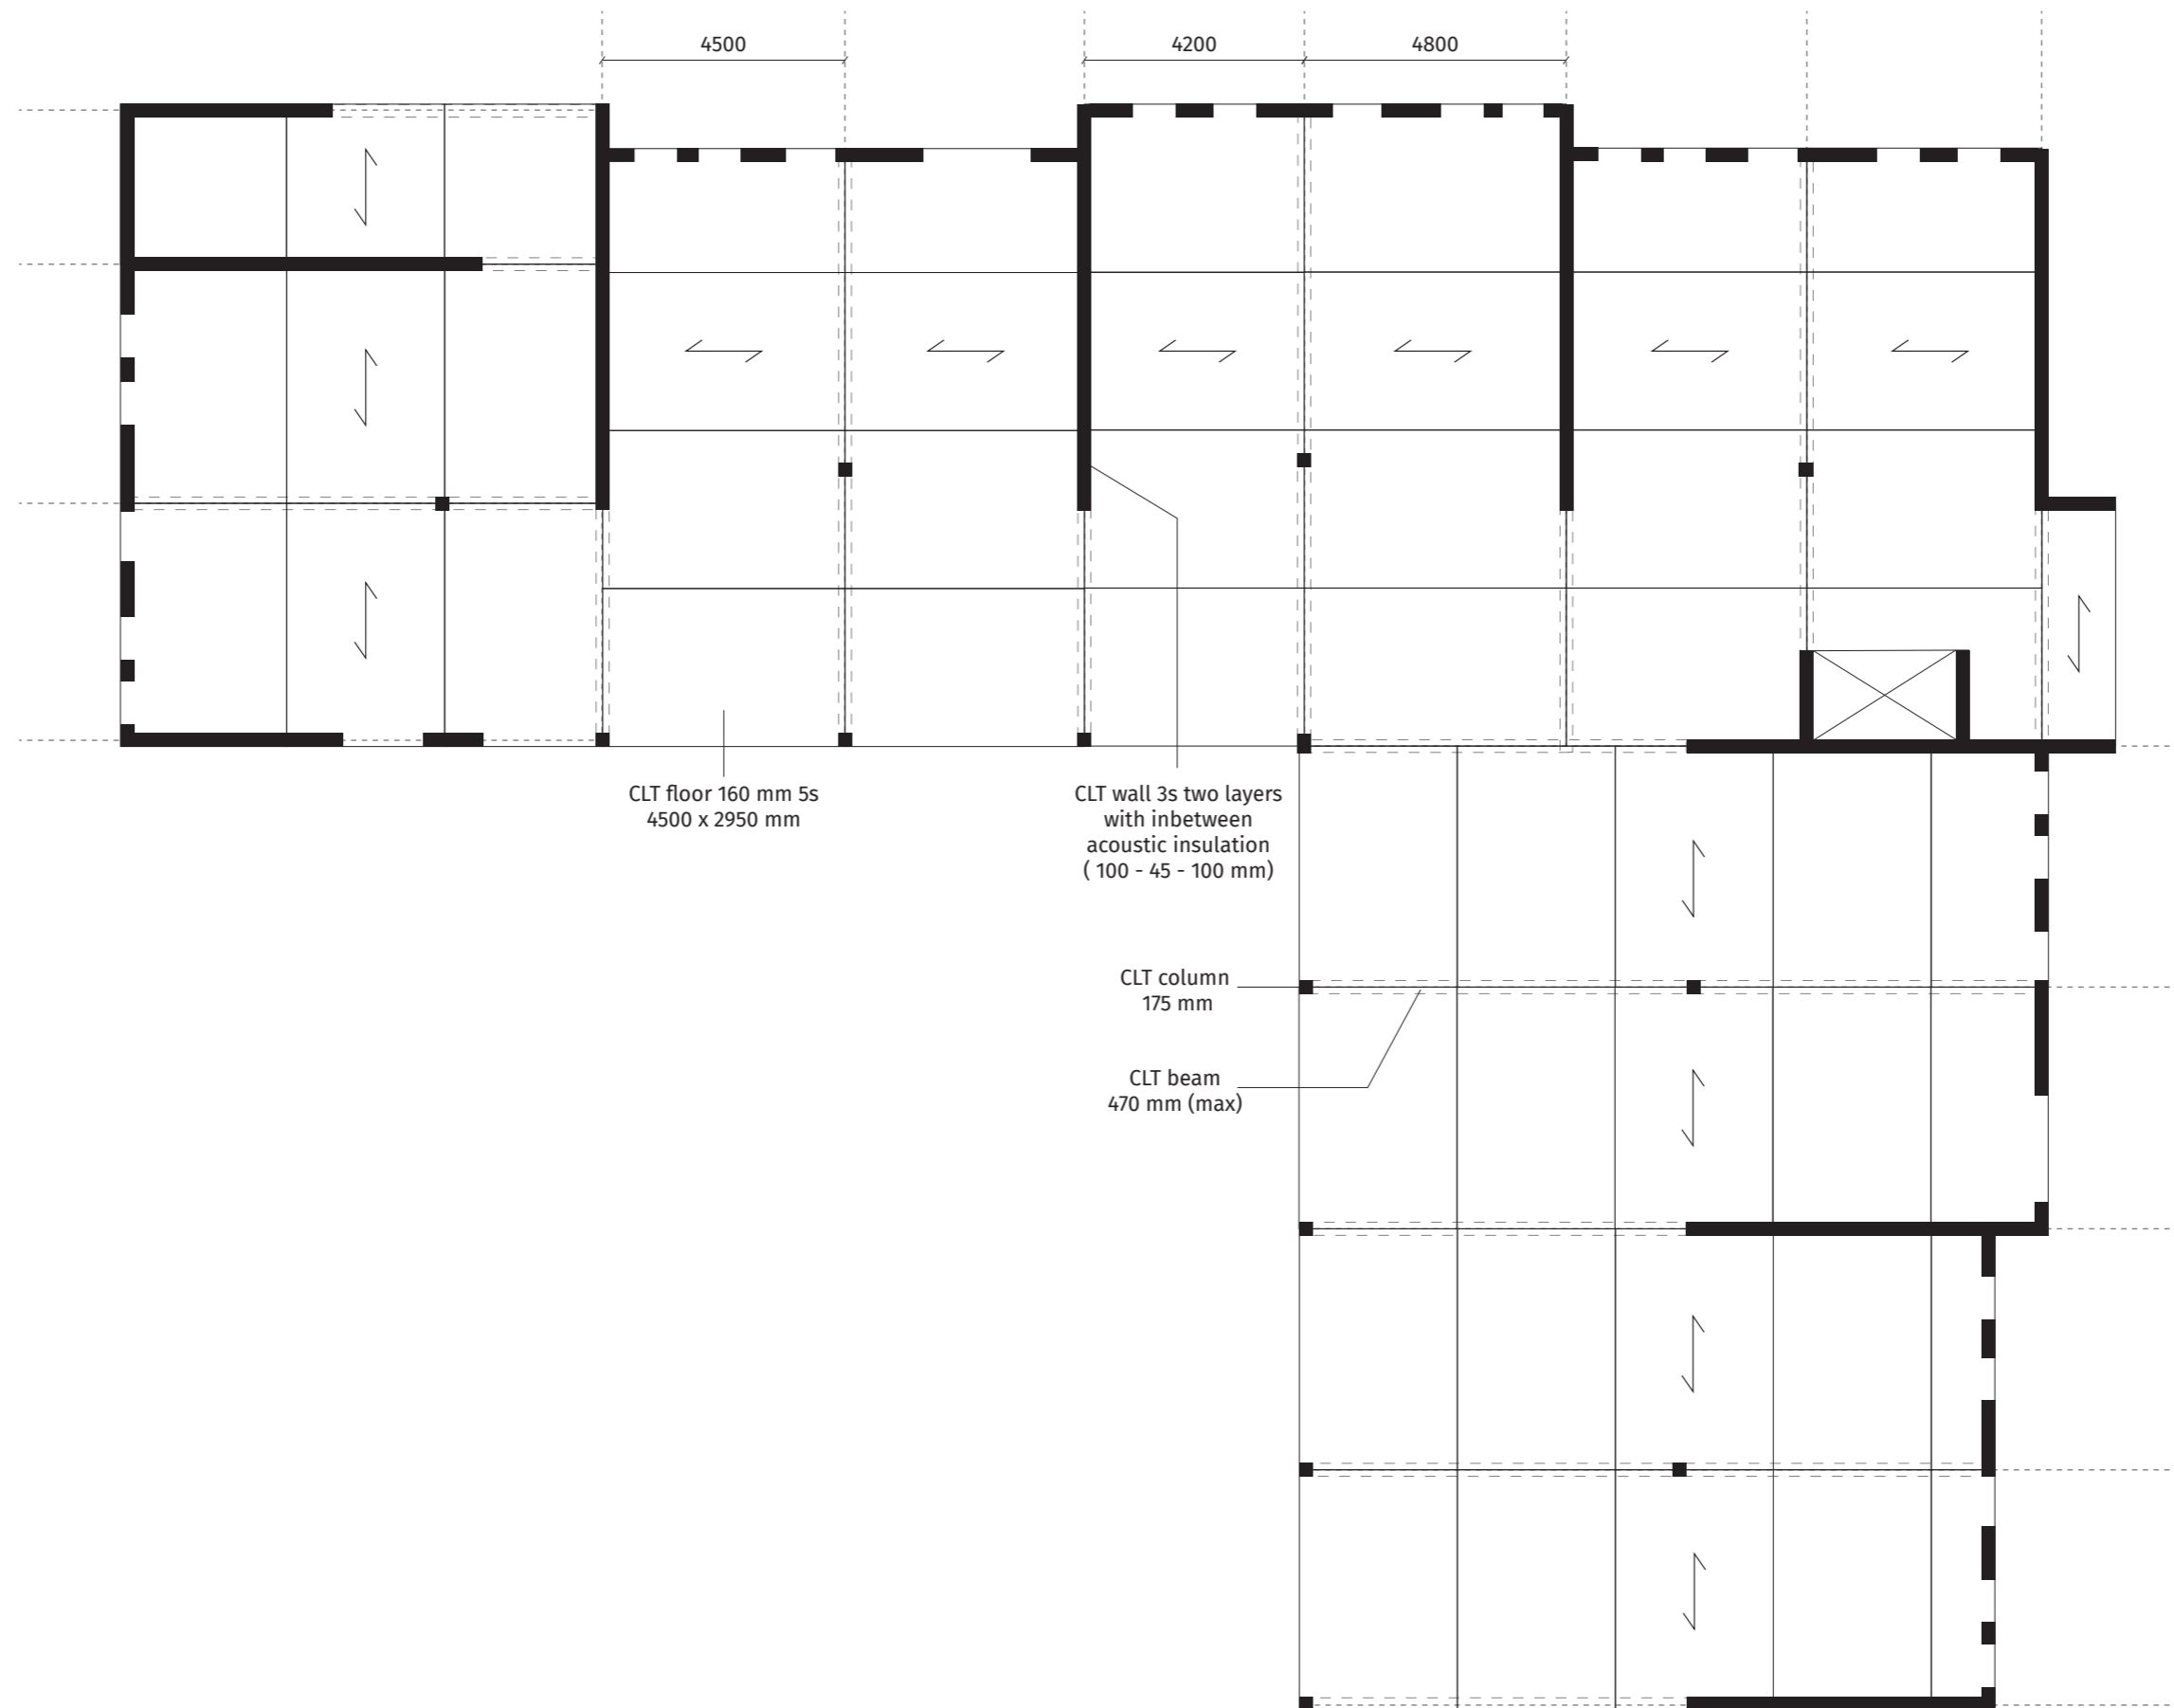 4500
4200
4800
CLT floor 160 mm 5s
4500 x 2950 mm
CLT wall 3s two layers
with inbetween
acoustic insulation
( 100 - 45 - 100 mm)
CLT column
175 mm
CLT beam
470 mm (max)